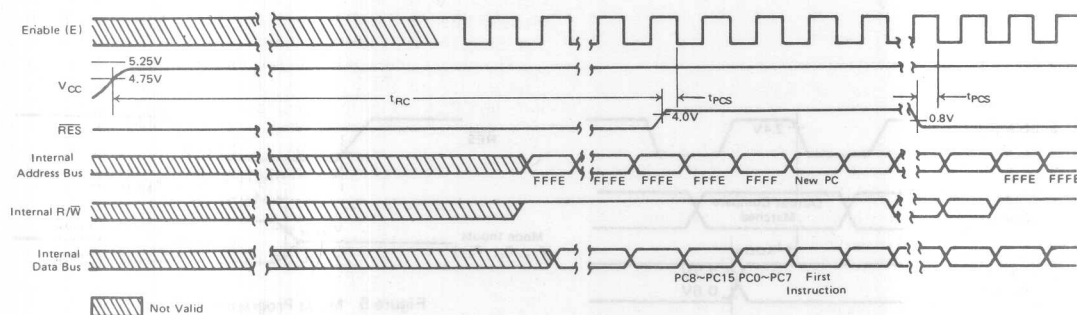 Enable (E)
5.25V
4.75V
VCC
tRC
tPCS
tPCS
4.0V
0.8V
RES
Internal
Address Bus
FFFE FFFE FFFE FFFE FFFF New PC FFFE FFFE
Internal R/W
Internal
Data Bus
PC8~PC15 PC0~PC7 First
Instruction
Not Valid